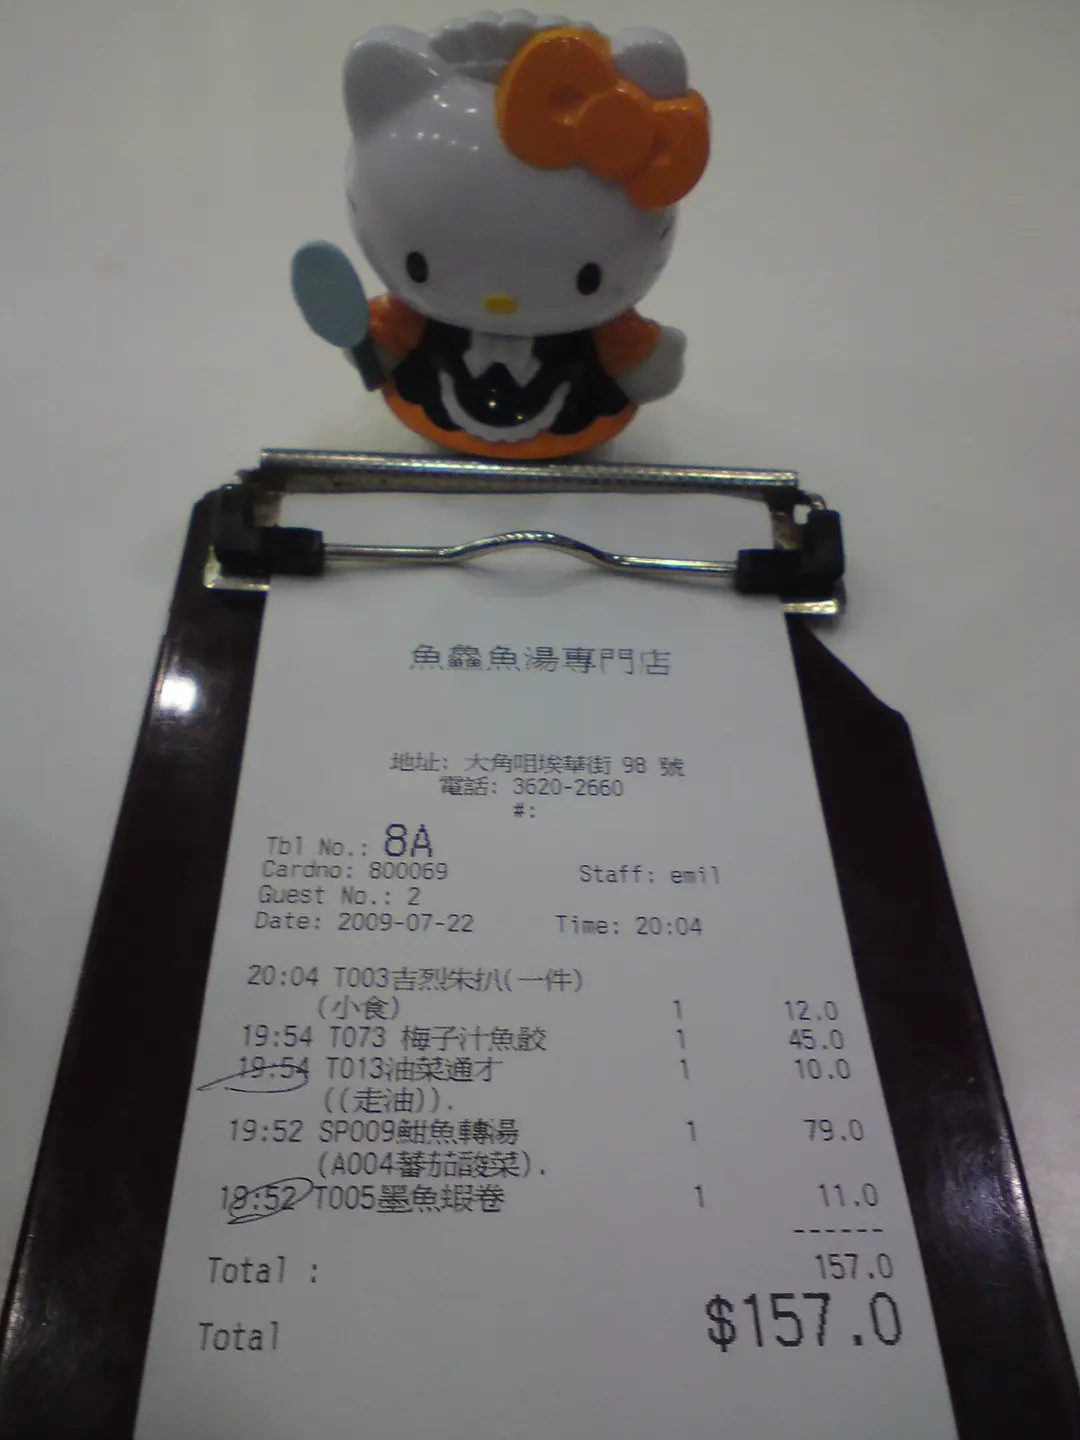 魚鱻魚湯專門店
地址: 大角咀埃華街 98 號
電話: 3620-2660
#:
Tbl No.: 8A
Cardno: 800069 Staff: emil
Guest No.: 2
Date: 2009-07-22 Time: 20:04
20:04 T003吉烈朱扒(一件)
(小食) 1 12.0
19:54 T073 梅子汁魚餃 1 45.0
19:54 T013油菜通才 1 10.0
((走油)).
19:52 SP009魽魚轉湯 1 79.0
(A004蕃茄酸菜).
19:52 T005墨魚蝦卷 1 11.0
------
Total : 157.0
Total $157.0